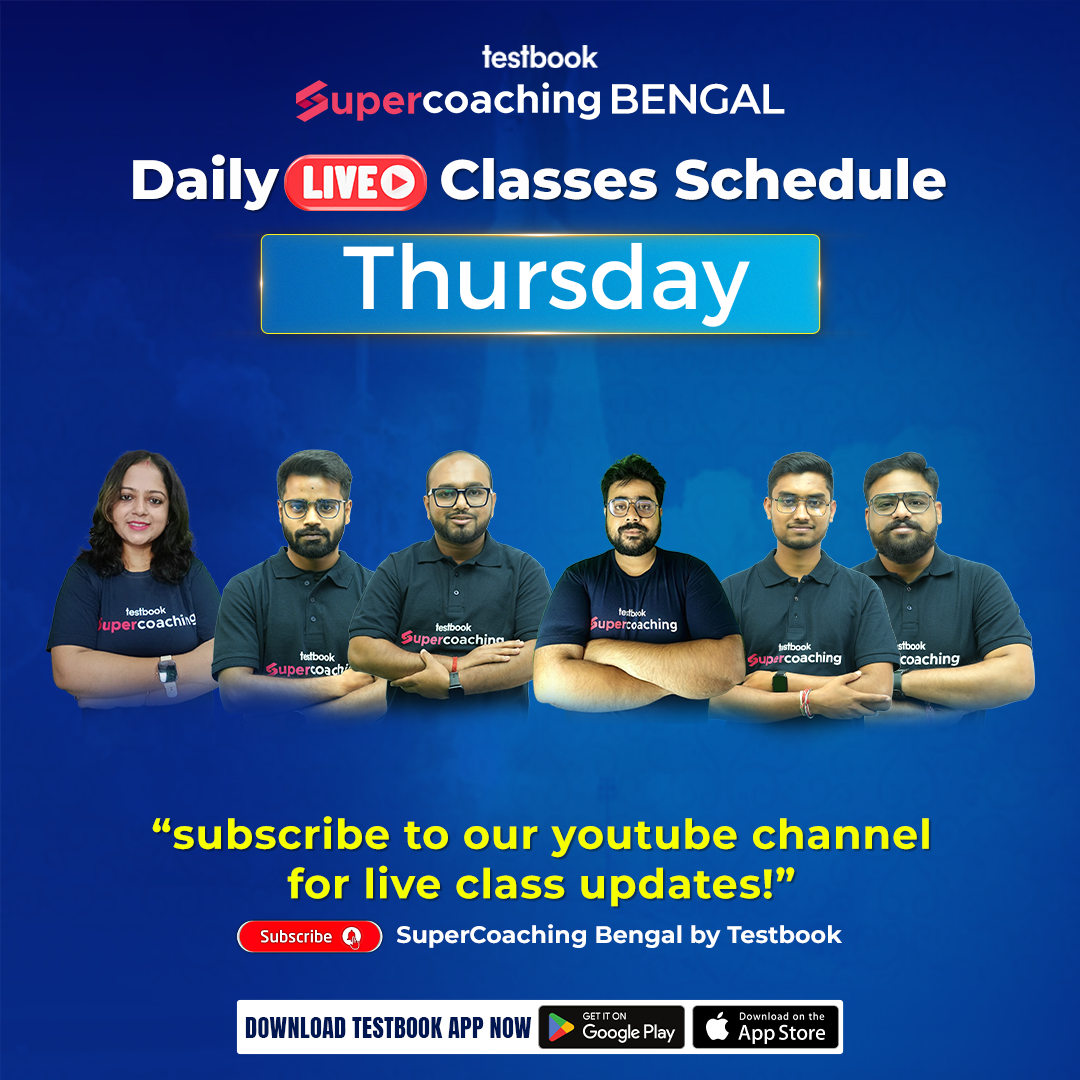 testbook
Supercoaching BENGAL
Daily LIVE Classes Schedule
Thursday
testbook
Supercoaching
testbook
Supercoachi
testbook
Supercoaching
testbook
Supercoaching
testbook
Supercoaching
stbook
coaching
“subscribe to our youtube channel
for live class updates!”
Subscribe SuperCoaching Bengal by Testbook
DOWNLOAD TESTBOOK APP NOW
GET IT ON
Google Play
Download on the
App Store